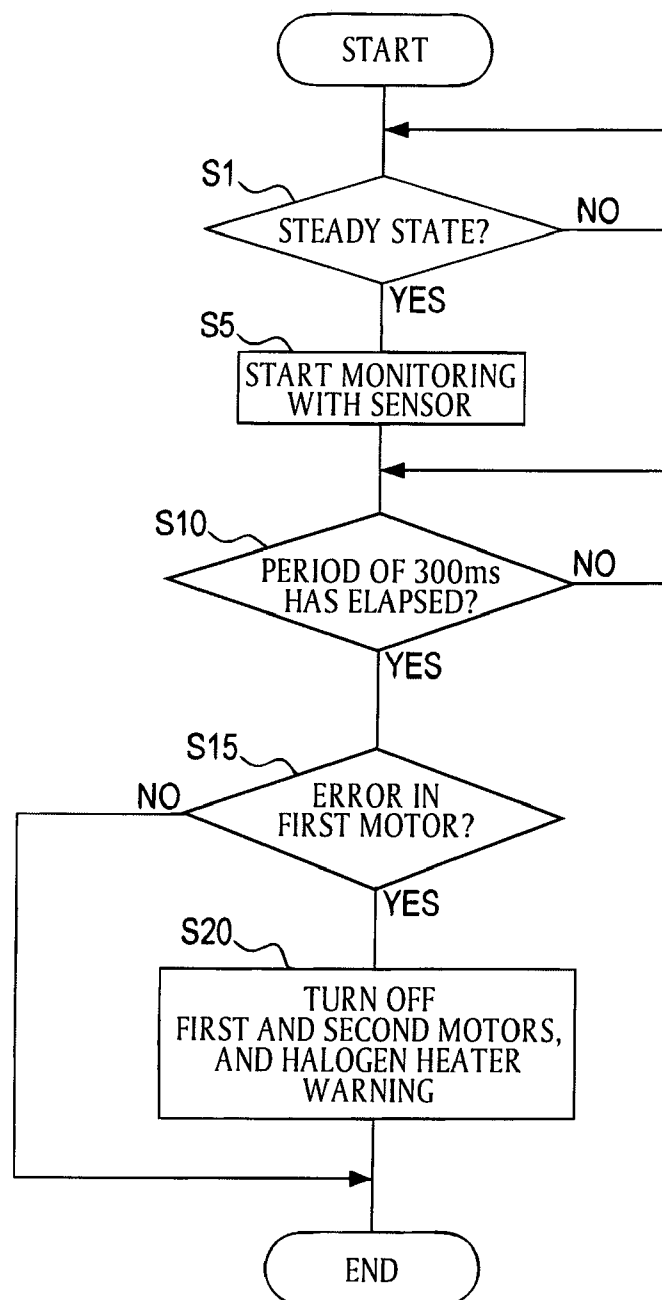 START
S1
STEADY STATE?
NO
YES
S5
START MONITORING
WITH SENSOR
S10
PERIOD OF 300ms
HAS ELAPSED?
NO
YES
S15
NO
ERROR IN
FIRST MOTOR?
YES
S20
TURN OFF
FIRST AND SECOND MOTORS,
AND HALOGEN HEATER
WARNING
END